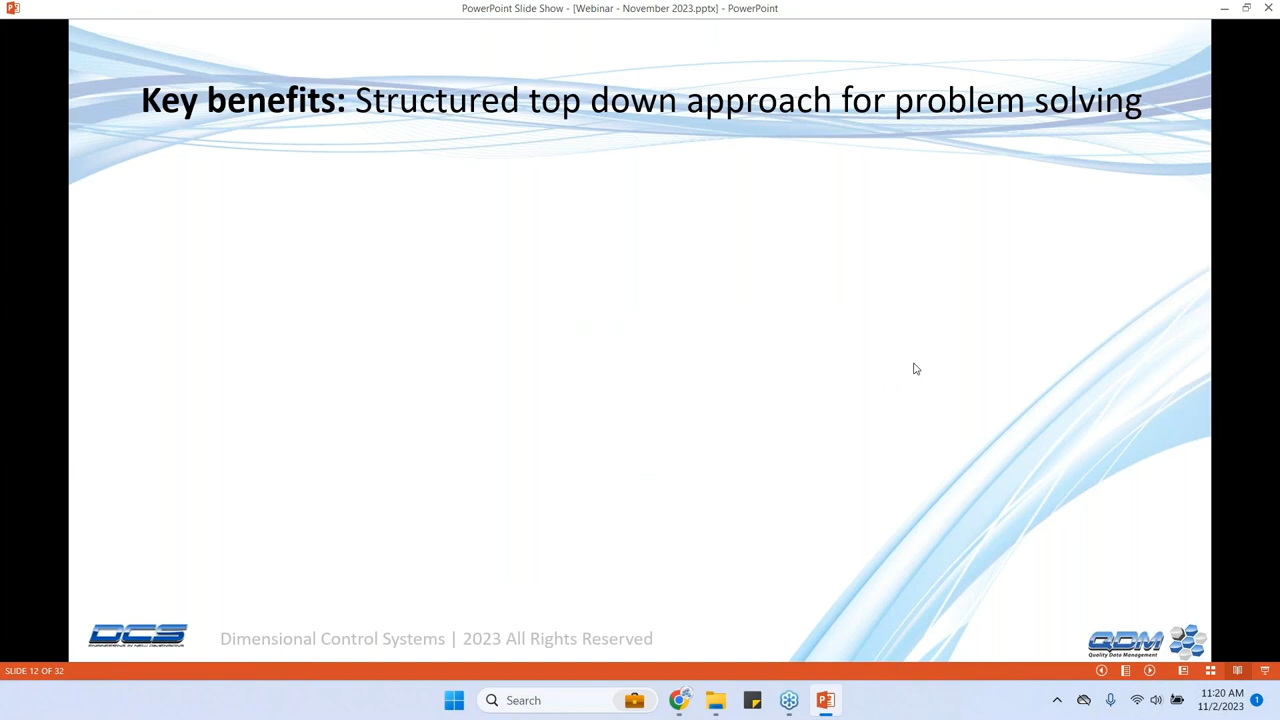 PowerPoint Slide Show - [Webinar - November 2023.pptx] - PowerPoint
Key benefits: Structured top down approach for problem solving
DCS
Dimensional Control Systems | 2023 All Rights Reserved
QDM
Quality Data Management
SLIDE 12 OF 32
Search
11:20 AM
11/2/2023
1